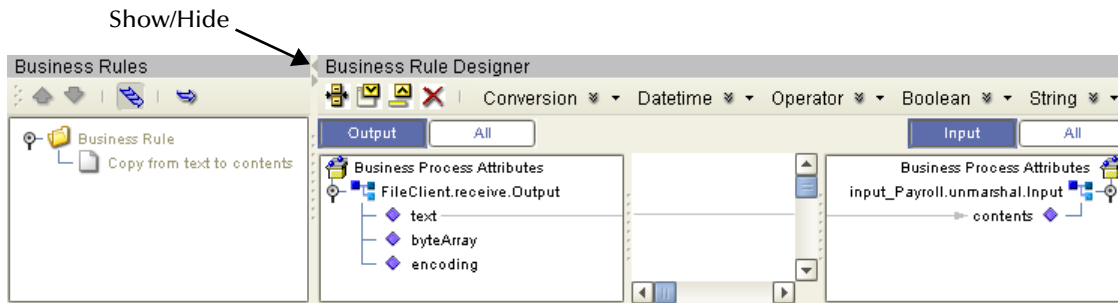 Show/Hide
Business Rules
Business Rule Designer
Conversion Datetime Operator Boolean String
Output All Input All
Business Rule
Copy from text to contents
Business Process Attributes
FileClient.receive.Output
text
byteArray
encoding
Business Process Attributes
input_Payroll.unmarshal.Input
contents